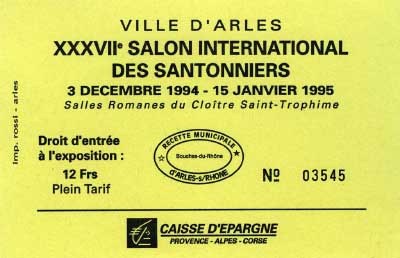 VILLE D'ARLES
XXXVIIe SALON INTERNATIONAL
DES SANTONNIERS
3 DECEMBRE 1994 - 15 JANVIER 1995
Salles Romanes du Cloître Saint-Trophime
imp. rossi - arles
Droit d'entrée
à l'exposition :
12 Frs
Plein Tarif
RECETTE MUNICIPALE
Bouches-du-Rhône
D'ARLES-s/RHONE
Nº 03545
CAISSE D'EPARGNE
PROVENCE - ALPES - CORSE